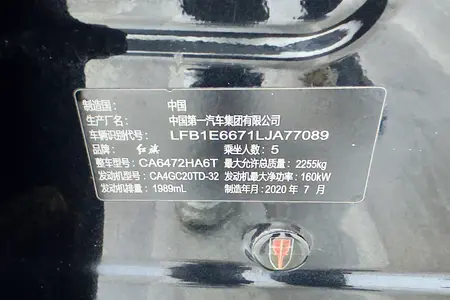 制造国： 中国
生产厂名： 中国第一汽车集团有限公司
车辆识别代号： LFB1E6671LJA77089
品牌： 红旗 乘坐人数：5
整车型号： CA6472HA6T 最大允许总质量： 2255kg
发动机型号： CA4GC20TD-32 发动机最大净功率：160kW
发动机排量： 1989mL 制造年月：2020 年 7 月